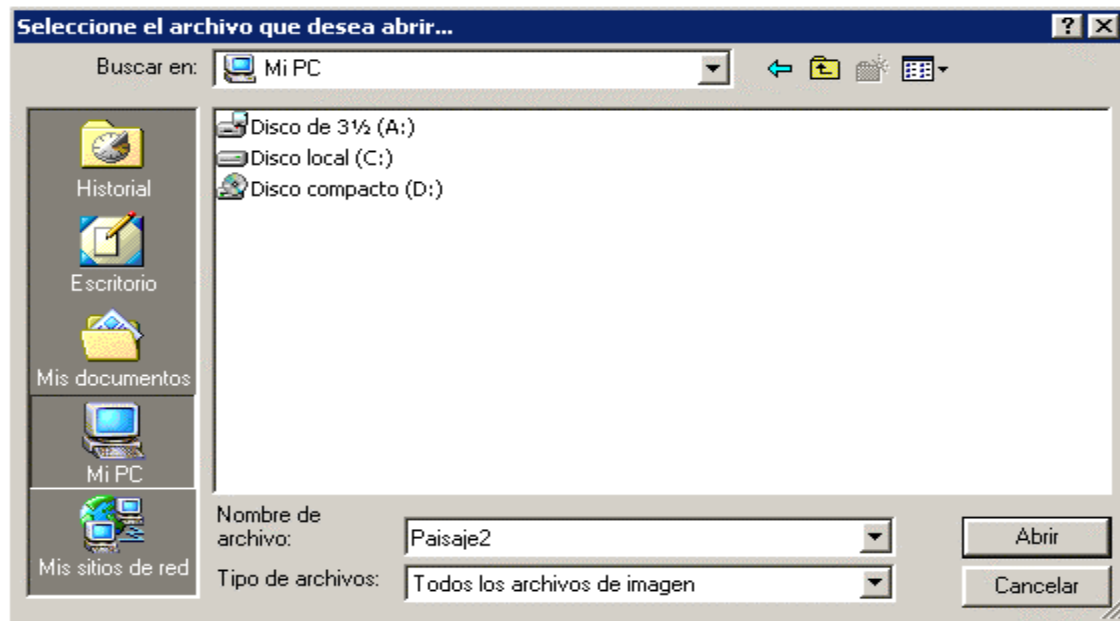 Seleccione el archivo que desea abrir...
Buscar en: Mi PC
Historial
Escritorio
Mis documentos
Mi PC
Mis sitios de red
Disco de 3½ (A:)
Disco local (C:)
Disco compacto (D:)
Nombre de
archivo: Paisaje2 Abrir
Tipo de archivos: Todos los archivos de imagen Cancelar